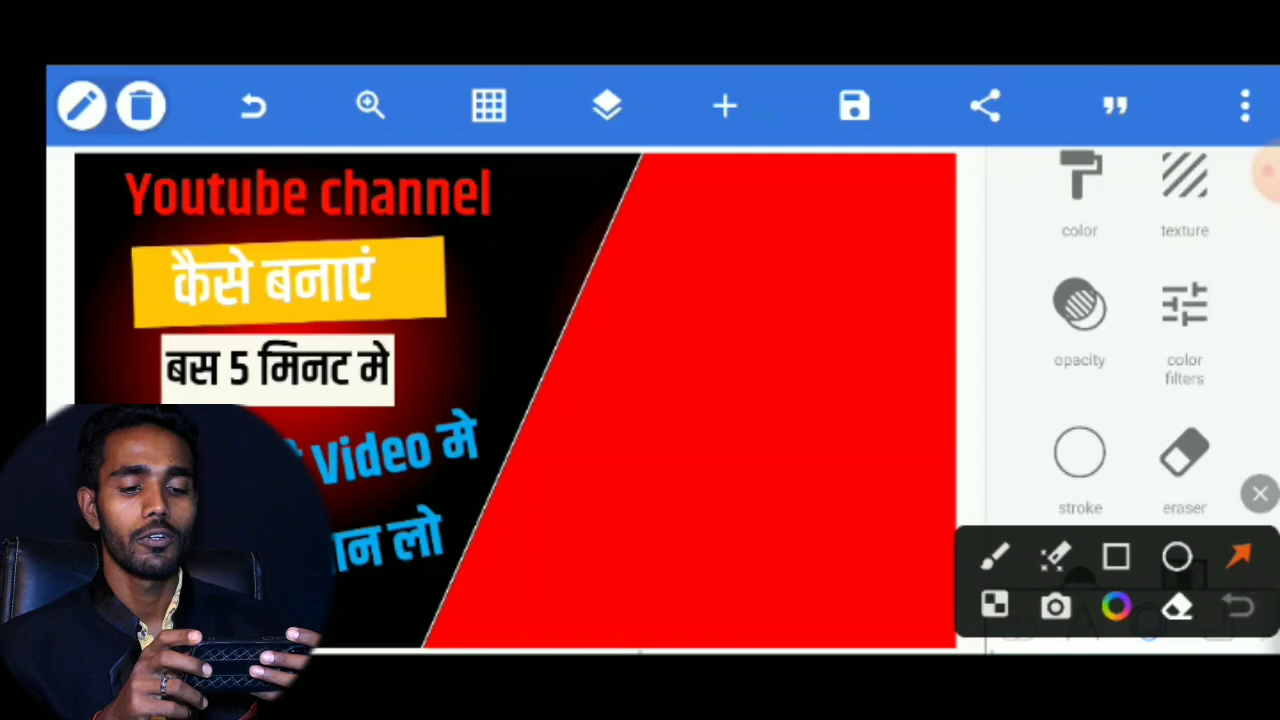 Youtube channel
कैसे बनाएं
बस 5 मिनट मे
Video मे
लो
color
texture
opacity
color
filters
stroke
eraser